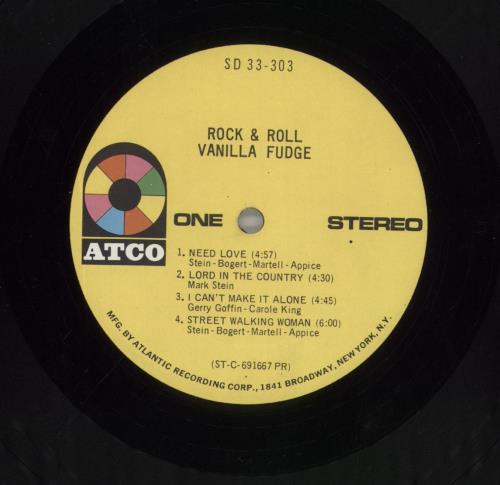 SD 33-303
ROCK & ROLL
VANILLA FUDGE
ATCO
ONE
STEREO
1. NEED LOVE (4:57)
Stein-Bogert-Martell-Appice
2. LORD IN THE COUNTRY (4:30)
Mark Stein
3. I CAN'T MAKE IT ALONE (4:45)
Gerry Goffin-Carole King
4. STREET WALKING WOMAN (6:00)
Stein-Bogert-Martell-Appice
(ST-C-691667 PR)
MFG. BY ATLANTIC RECORDING CORP., 1841 BROADWAY, NEW YORK, N.Y.